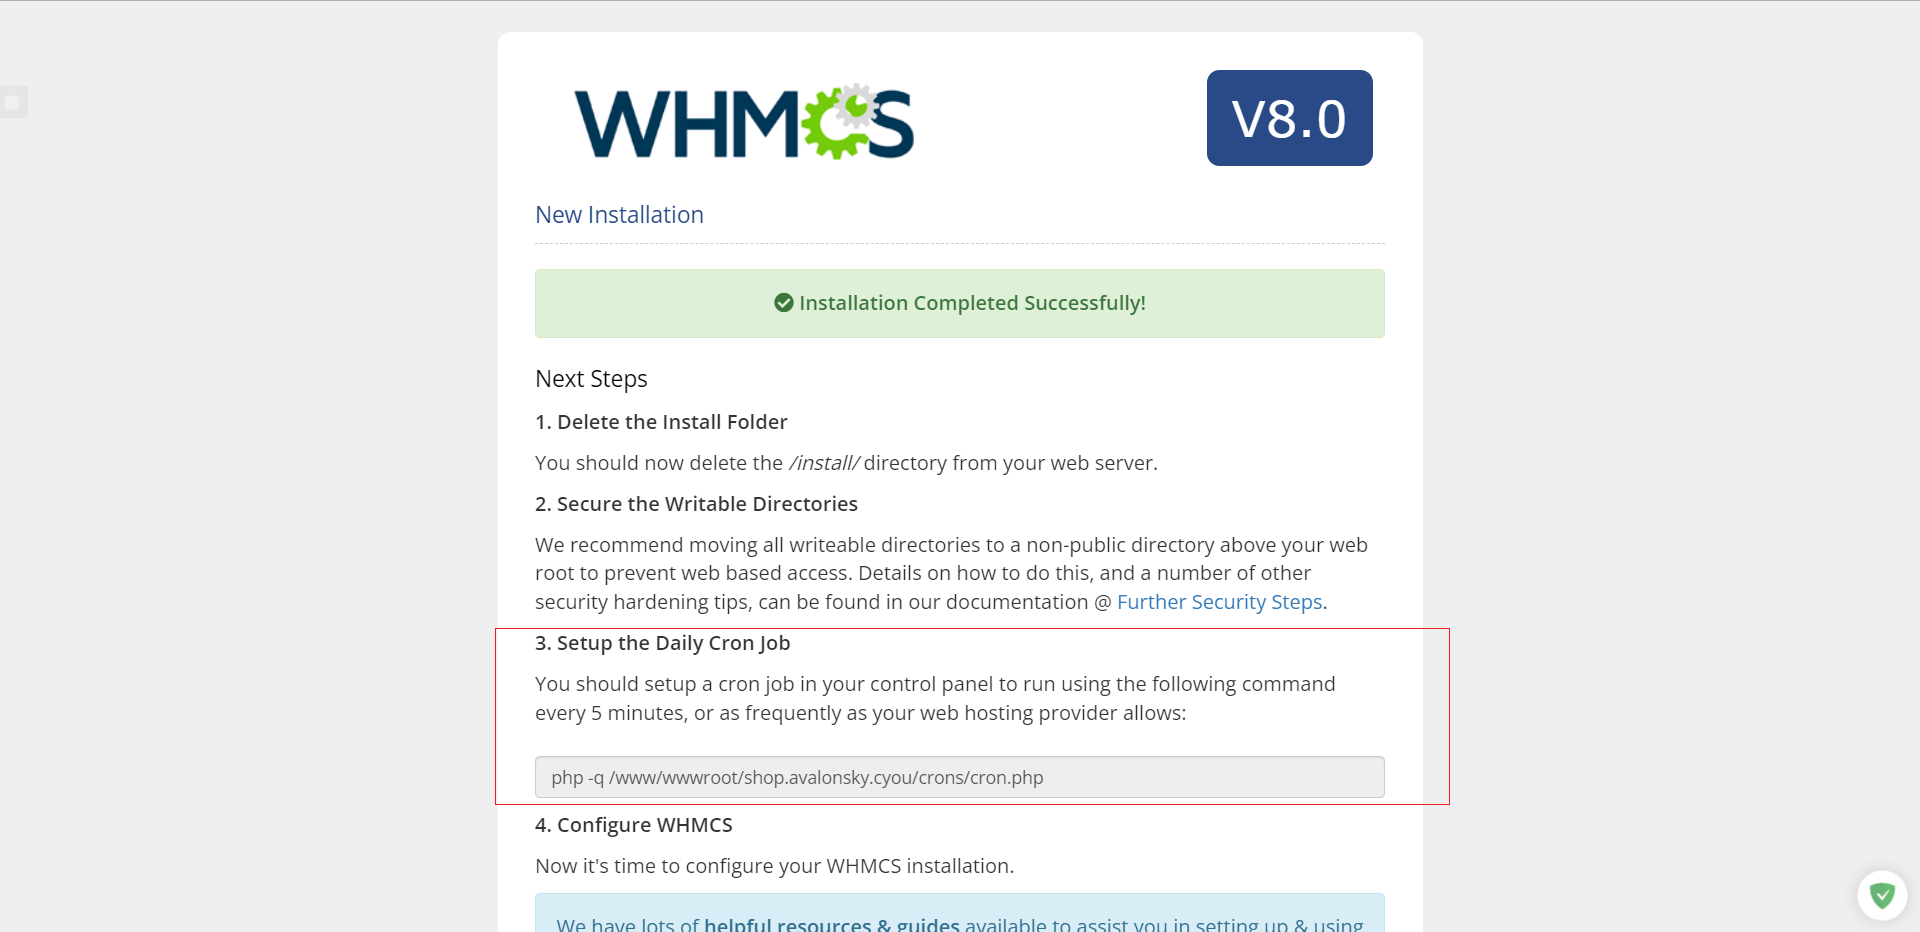 WHMCS
V8.0
New Installation
Installation Completed Successfully!
Next Steps
1. Delete the Install Folder
You should now delete the /install/ directory from your web server.
2. Secure the Writable Directories
We recommend moving all writeable directories to a non-public directory above your web
root to prevent web based access. Details on how to do this, and a number of other
security hardening tips, can be found in our documentation @ Further Security Steps.
3. Setup the Daily Cron Job
You should setup a cron job in your control panel to run using the following command
every 5 minutes, or as frequently as your web hosting provider allows:
php -q /www/wwwroot/shop.avalonsky.cyou/crons/cron.php
4. Configure WHMCS
Now it's time to configure your WHMCS installation.
We have lots of helpful resources & guides available to assist you in setting up & using